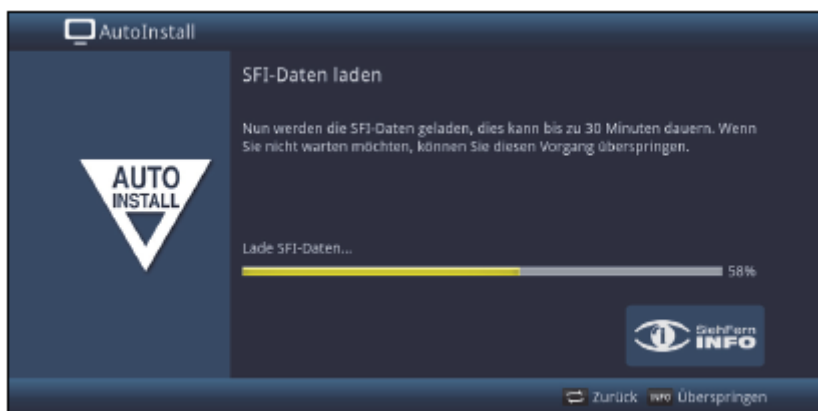 AutoInstall
SFI-Daten laden
Nun werden die SFI-Daten geladen, dies kann bis zu 30 Minuten dauern. Wenn
Sie nicht warten möchten, können Sie diesen Vorgang überspringen.
AUTO
INSTALL
Lade SFI-Daten...
58%
SiehFern
INFO
Zurück INFO Überspringen